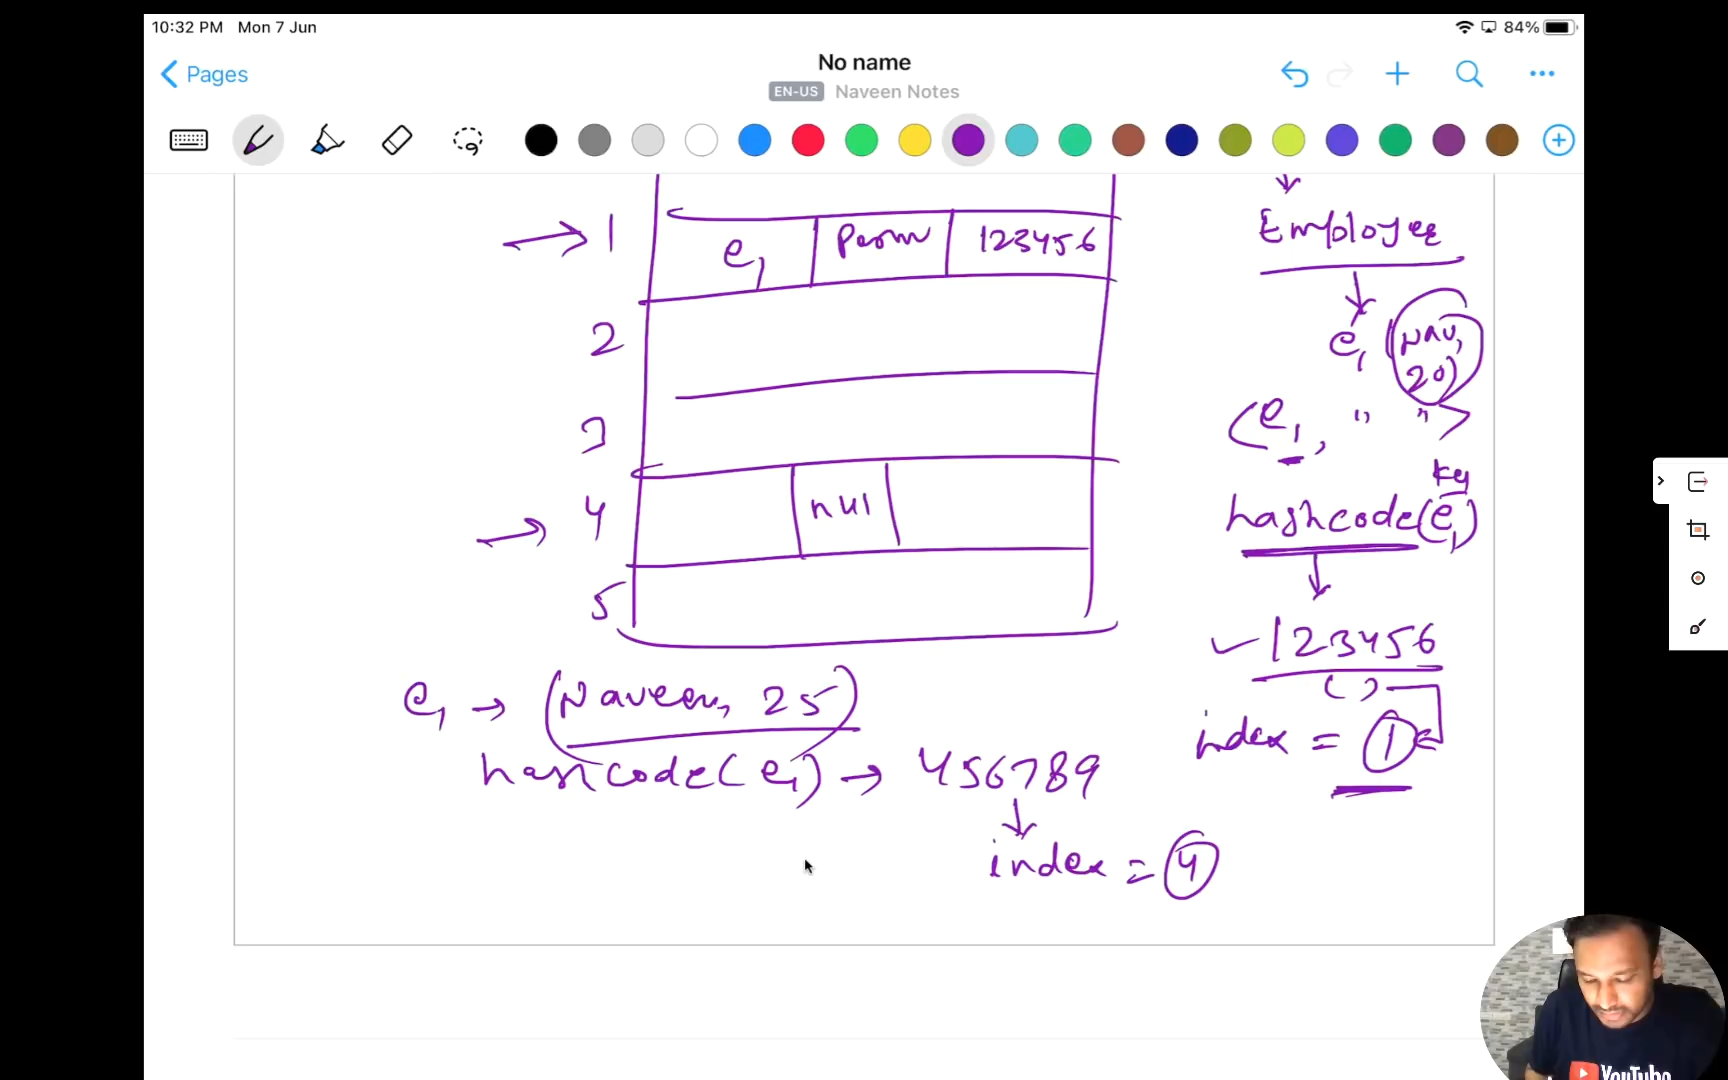 10:32 PM Mon 7 Jun
84%
Pages
No name
EN-US Naveen Notes
1 e1 Perm 123456
2
3
4 nul
5
Employee
e1 (Nav,
20)
(e1, " ">
key
hashcode(e1)
123456
( )
index = 1
e1 → (Naveen, 25)
hashcode(e1) → 456789
index = 4
YouTube